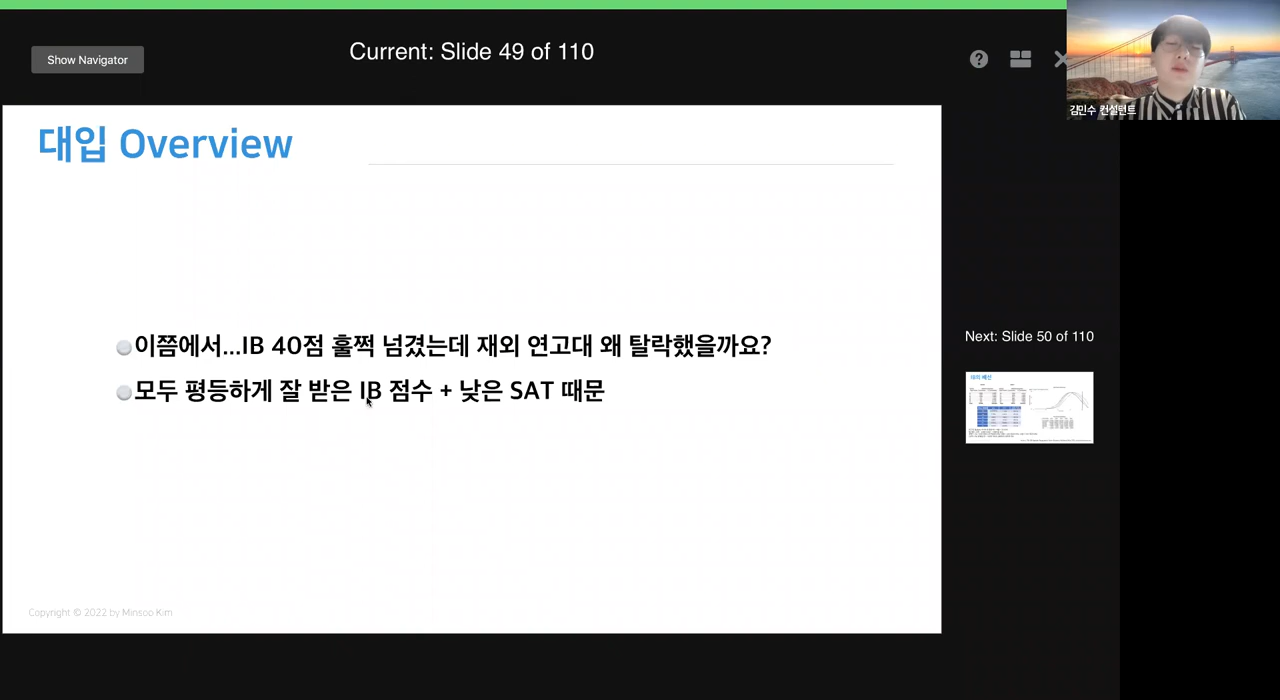 Show Navigator
Current: Slide 49 of 110
?
김민수 컨설턴트
대입 Overview
이쯤에서...IB 40점 훌쩍 넘겼는데 재외 연고대 왜 탈락했을까요?
모두 평등하게 잘 받은 IB 점수 + 낮은 SAT 때문
Next: Slide 50 of 110
Copyright © 2022 by Minsoo Kim